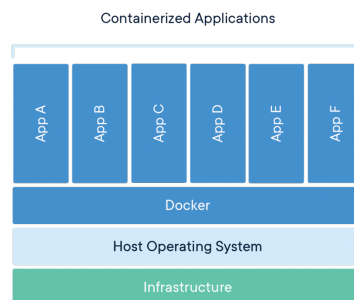 Containerized Applications
App A
App B
App C
App D
App E
App F
Docker
Host Operating System
Infrastructure